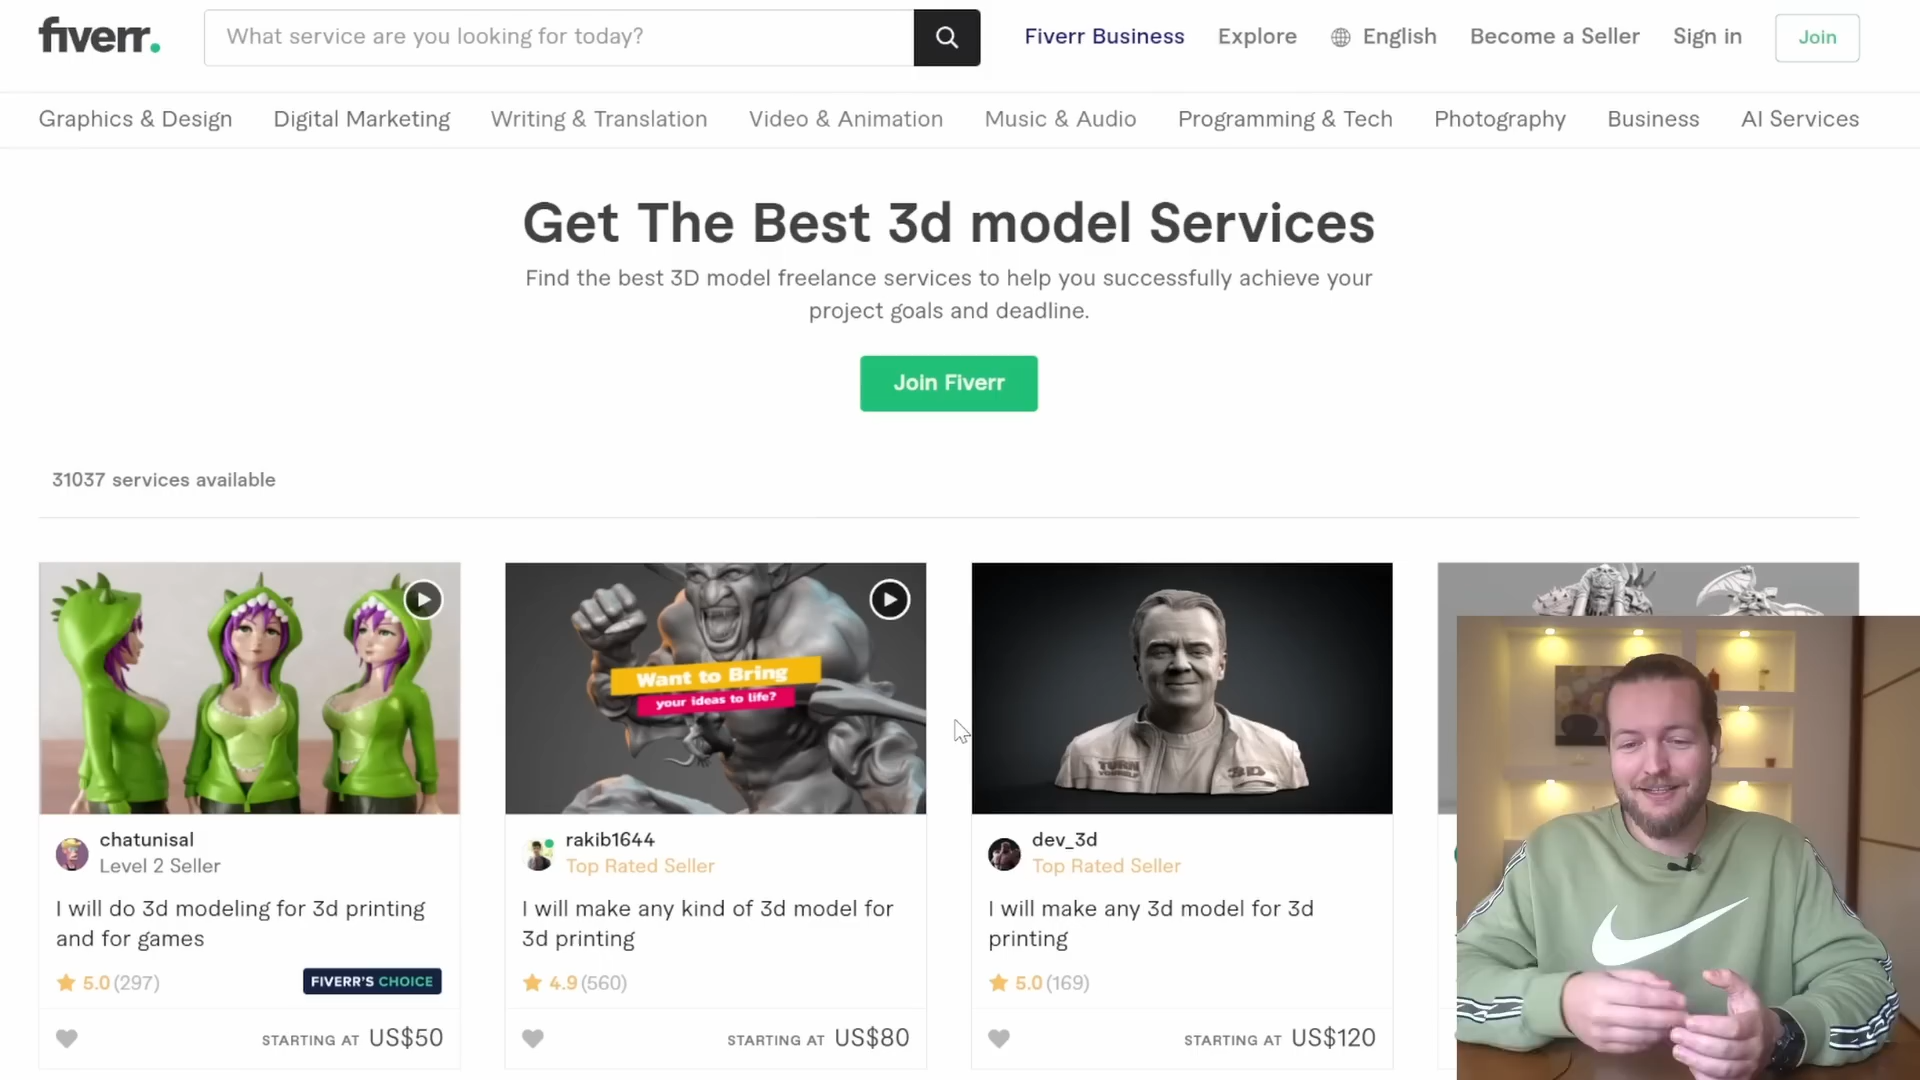 fiverr.
What service are you looking for today?
Fiverr Business
Explore
English
Become a Seller
Sign in
Join
Graphics & Design
Digital Marketing
Writing & Translation
Video & Animation
Music & Audio
Programming & Tech
Photography
Business
AI Services
Get The Best 3d model Services
Find the best 3D model freelance services to help you successfully achieve your
project goals and deadline.
Join Fiverr
31037 services available
Want to Bring
your ideas to life?
TURN
YOURSELF
3D
chatunisal
Level 2 Seller
I will do 3d modeling for 3d printing
and for games
5.0 (297)
FIVERR'S CHOICE
STARTING AT US$50
rakib1644
Top Rated Seller
I will make any kind of 3d model for
3d printing
4.9 (560)
STARTING AT US$80
dev_3d
Top Rated Seller
I will make any 3d model for 3d
printing
5.0 (169)
STARTING AT US$120